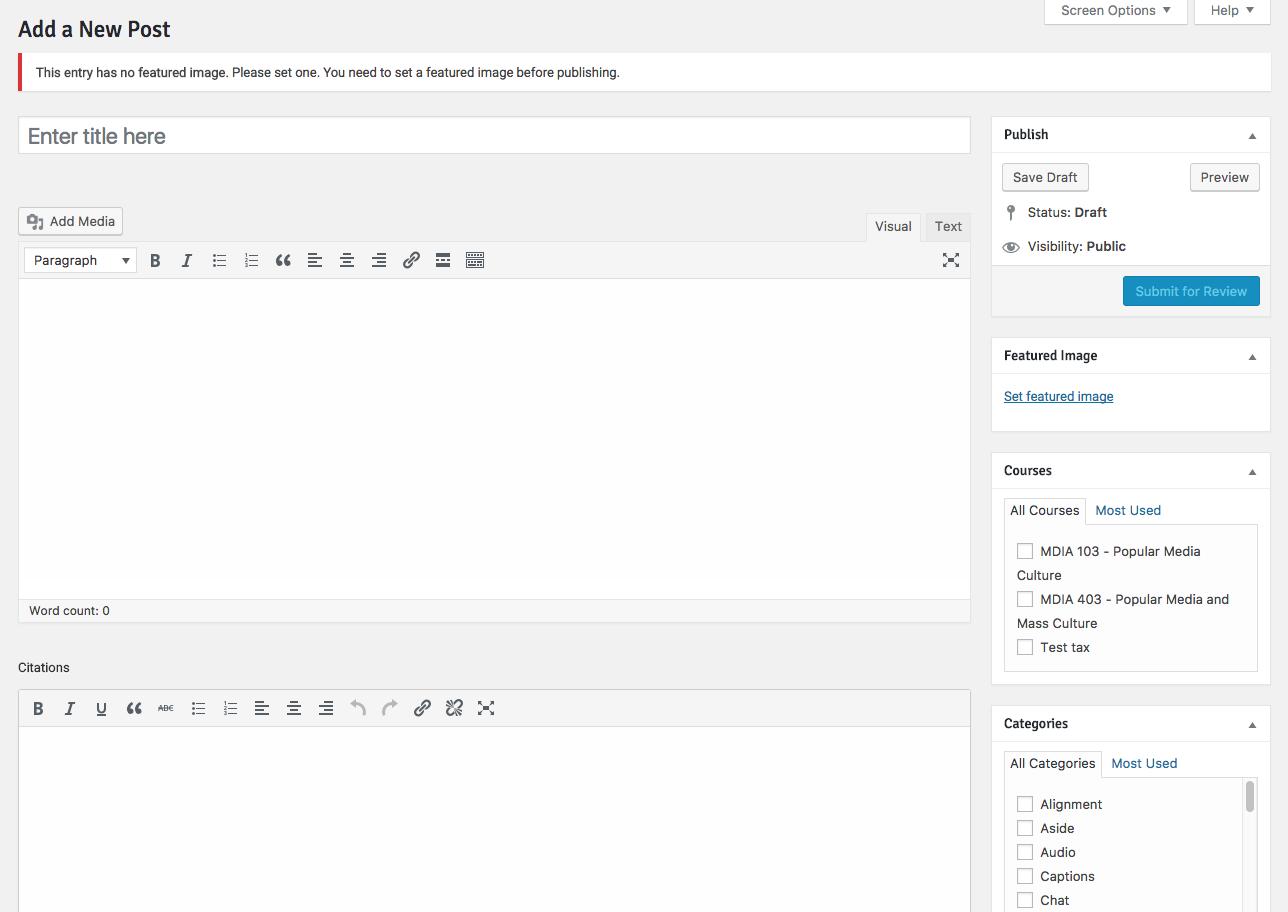 Screen Options
Help
Add a New Post
This entry has no featured image. Please set one. You need to set a featured image before publishing.
Enter title here
Add Media
Visual
Text
Paragraph
B
I
Word count: 0
Citations
B
I
U
ABC
Publish
Save Draft
Preview
Status: Draft
Visibility: Public
Submit for Review
Featured Image
Set featured image
Courses
All Courses
Most Used
MDIA 103 - Popular Media
Culture
MDIA 403 - Popular Media and
Mass Culture
Test tax
Categories
All Categories
Most Used
Alignment
Aside
Audio
Captions
Chat